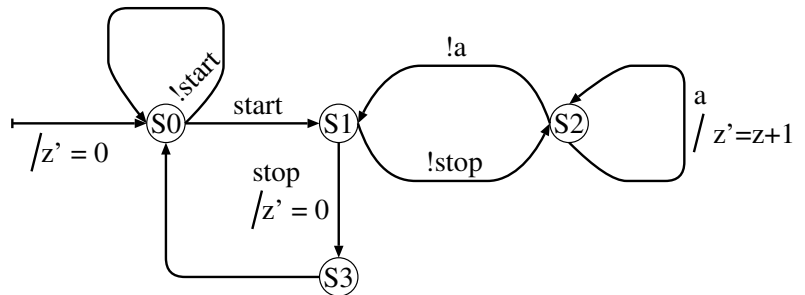 !a
!start
start
a
/ z'=z+1
S0
S1
S2
/z' = 0
!stop
stop
/z' = 0
S3